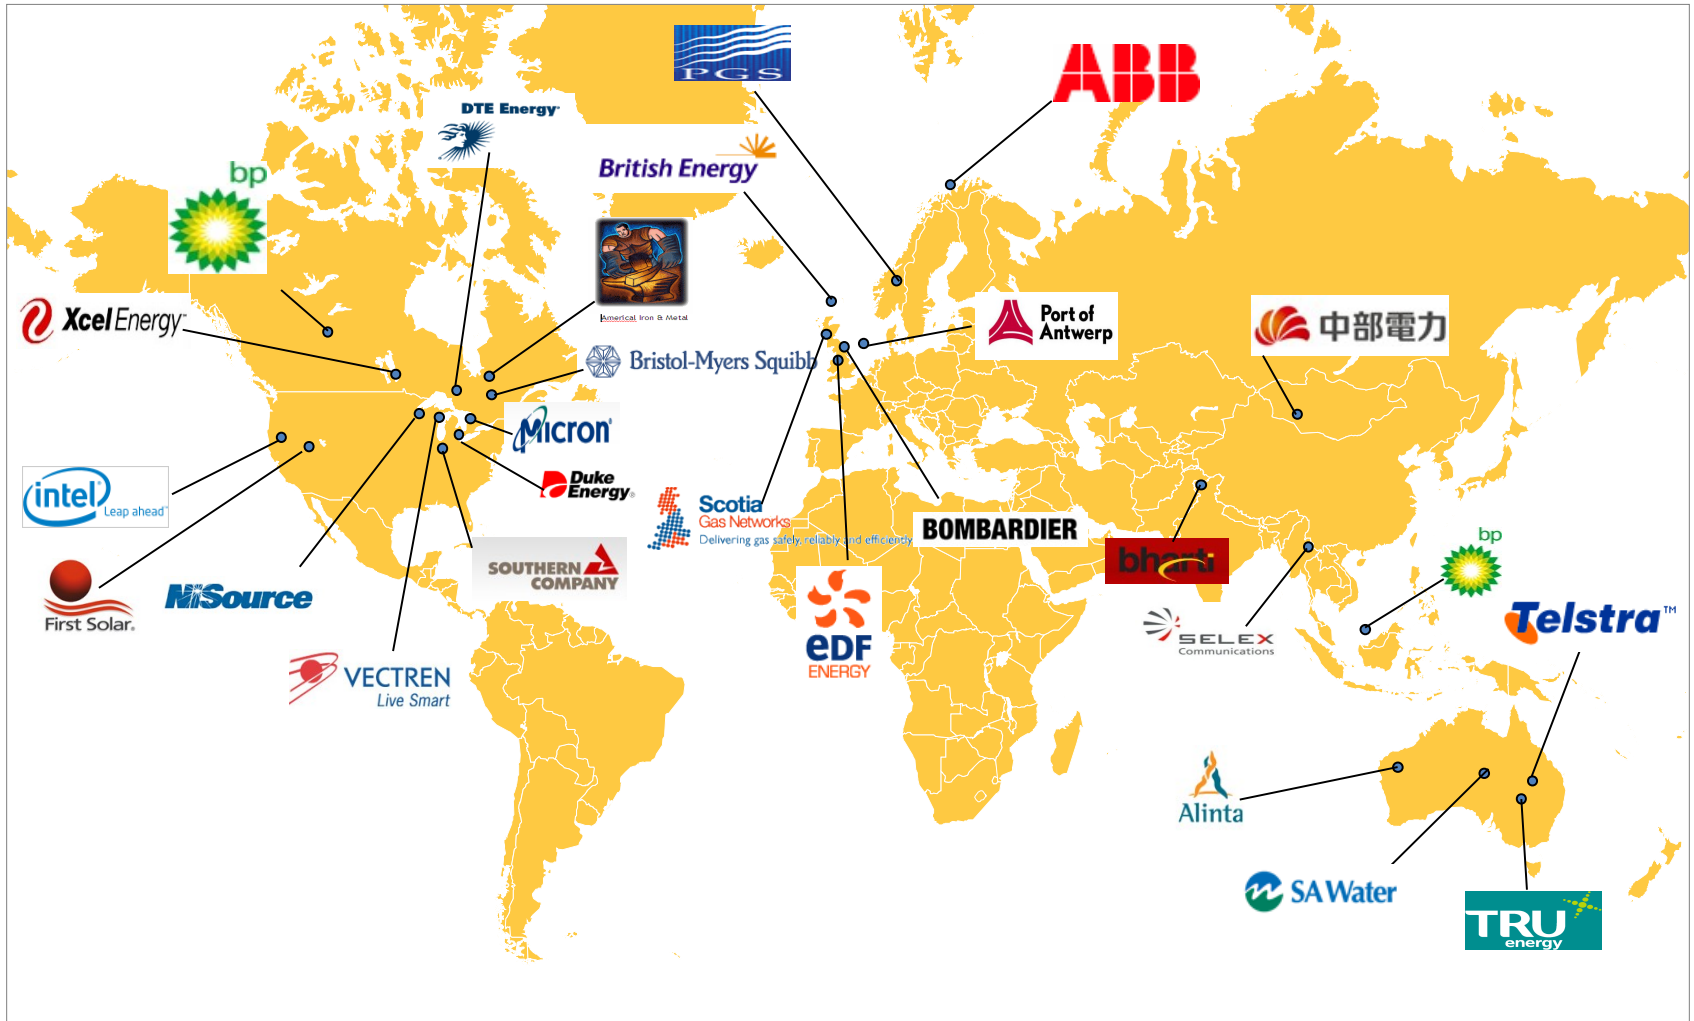 PGS
ABB
DTE Energy
British Energy
bp
Xcel Energy
Americal Iron & Metal
Port of
Antwerp
中部電力
Bristol-Myers Squibb
Micron
intel
Leap ahead™
Duke
Energy®
Scotia
Gas Networks
Delivering gas safely, reliably and efficiently
BOMBARDIER
bharti
bp
SOUTHERN
COMPANY
First Solar.
NiSource
eDF
ENERGY
SELEX
Communications
Telstra™
VECTREN
Live Smart
Alinta
SA Water
TRU
energy